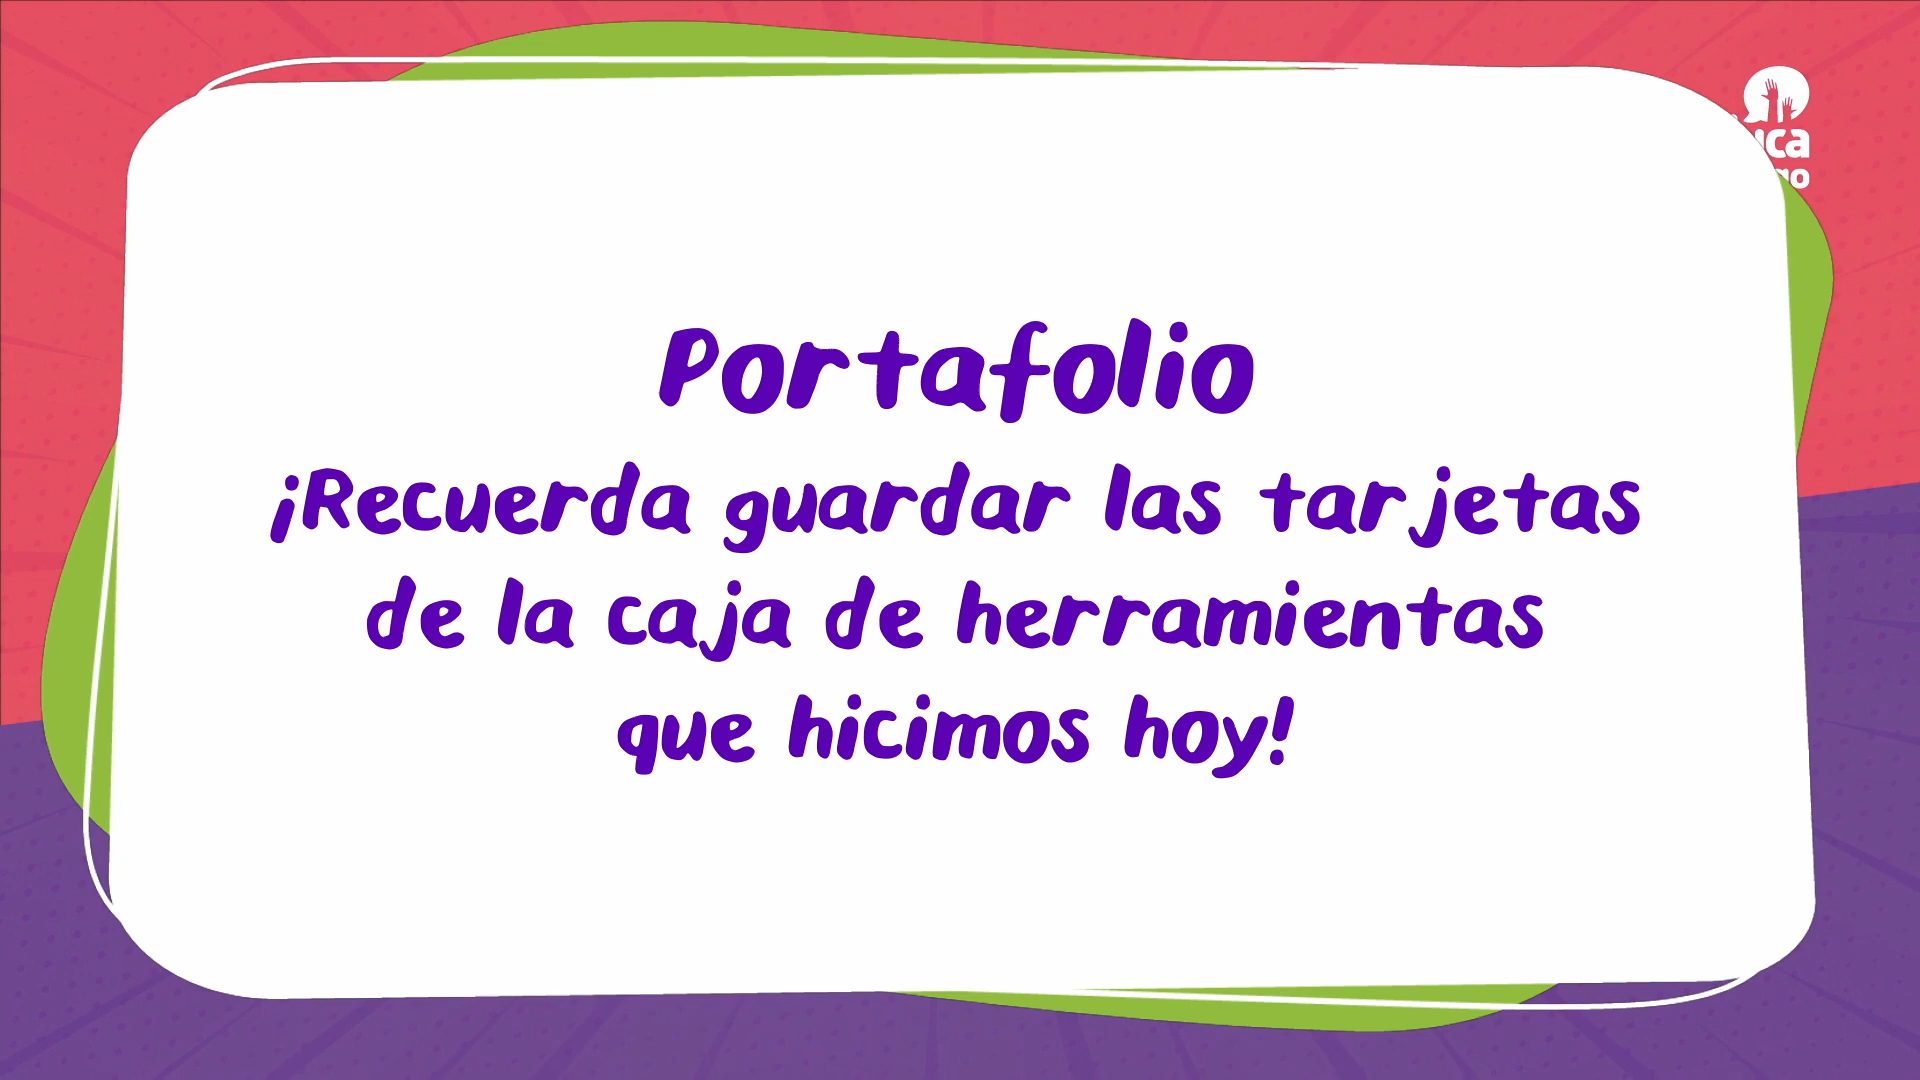 Portafolio
¡Recuerda guardar las tarjetas
de la caja de herramientas
que hicimos hoy!